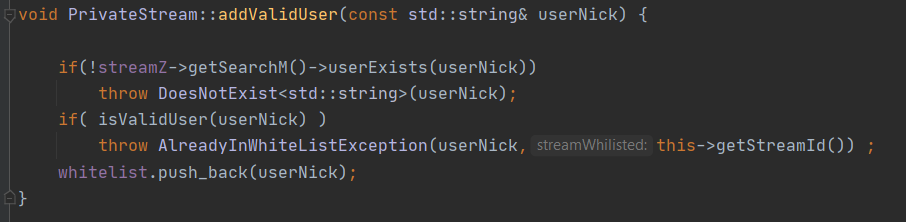 void PrivateStream::addValidUser(const std::string& userNick) {
if(!streamZ->getSearchM()->userExists(userNick))
throw DoesNotExist<std::string>(userNick);
if( isValidUser(userNick) )
throw AlreadyInWhiteListException(userNick, streamWhilisted: this->getStreamId()) ;
whitelist.push_back(userNick);
}